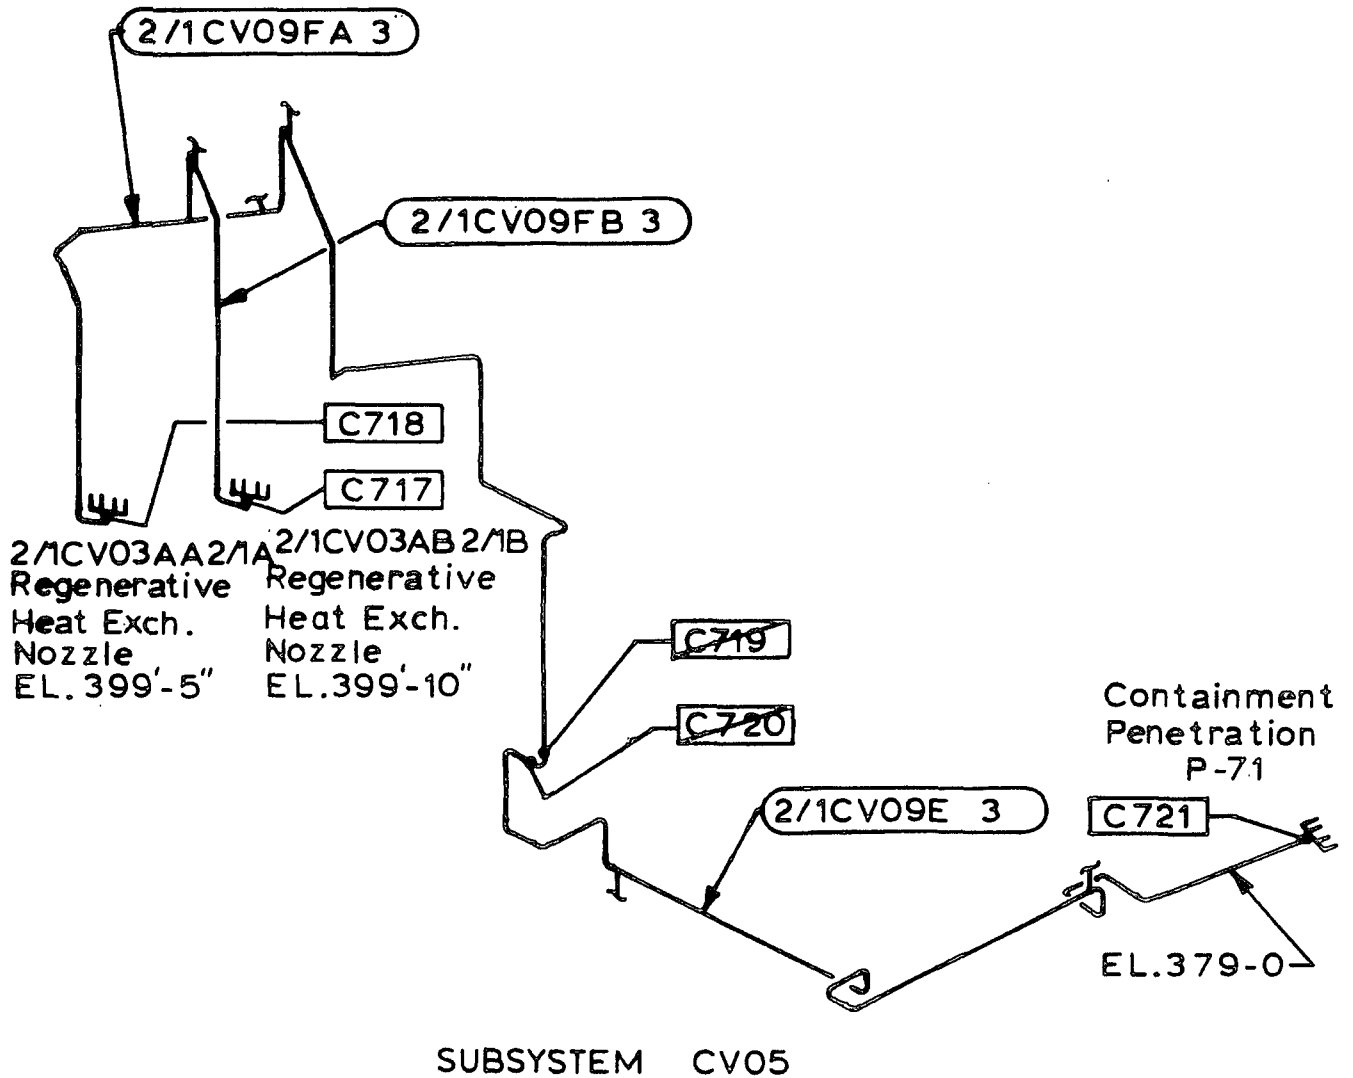 2/1CV09FA 3
2/1CV09FB 3
C718
C717
2/1CV03AA2/1A
Regenerative
Heat Exch.
Nozzle
EL.399'-5"
2/1CV03AB 2/1B
Regenerative
Heat Exch.
Nozzle
EL.399'-10"
C719
C720
2/1CV09E 3
Containment
Penetration
P-71
C721
EL.379-0
SUBSYSTEM CV05